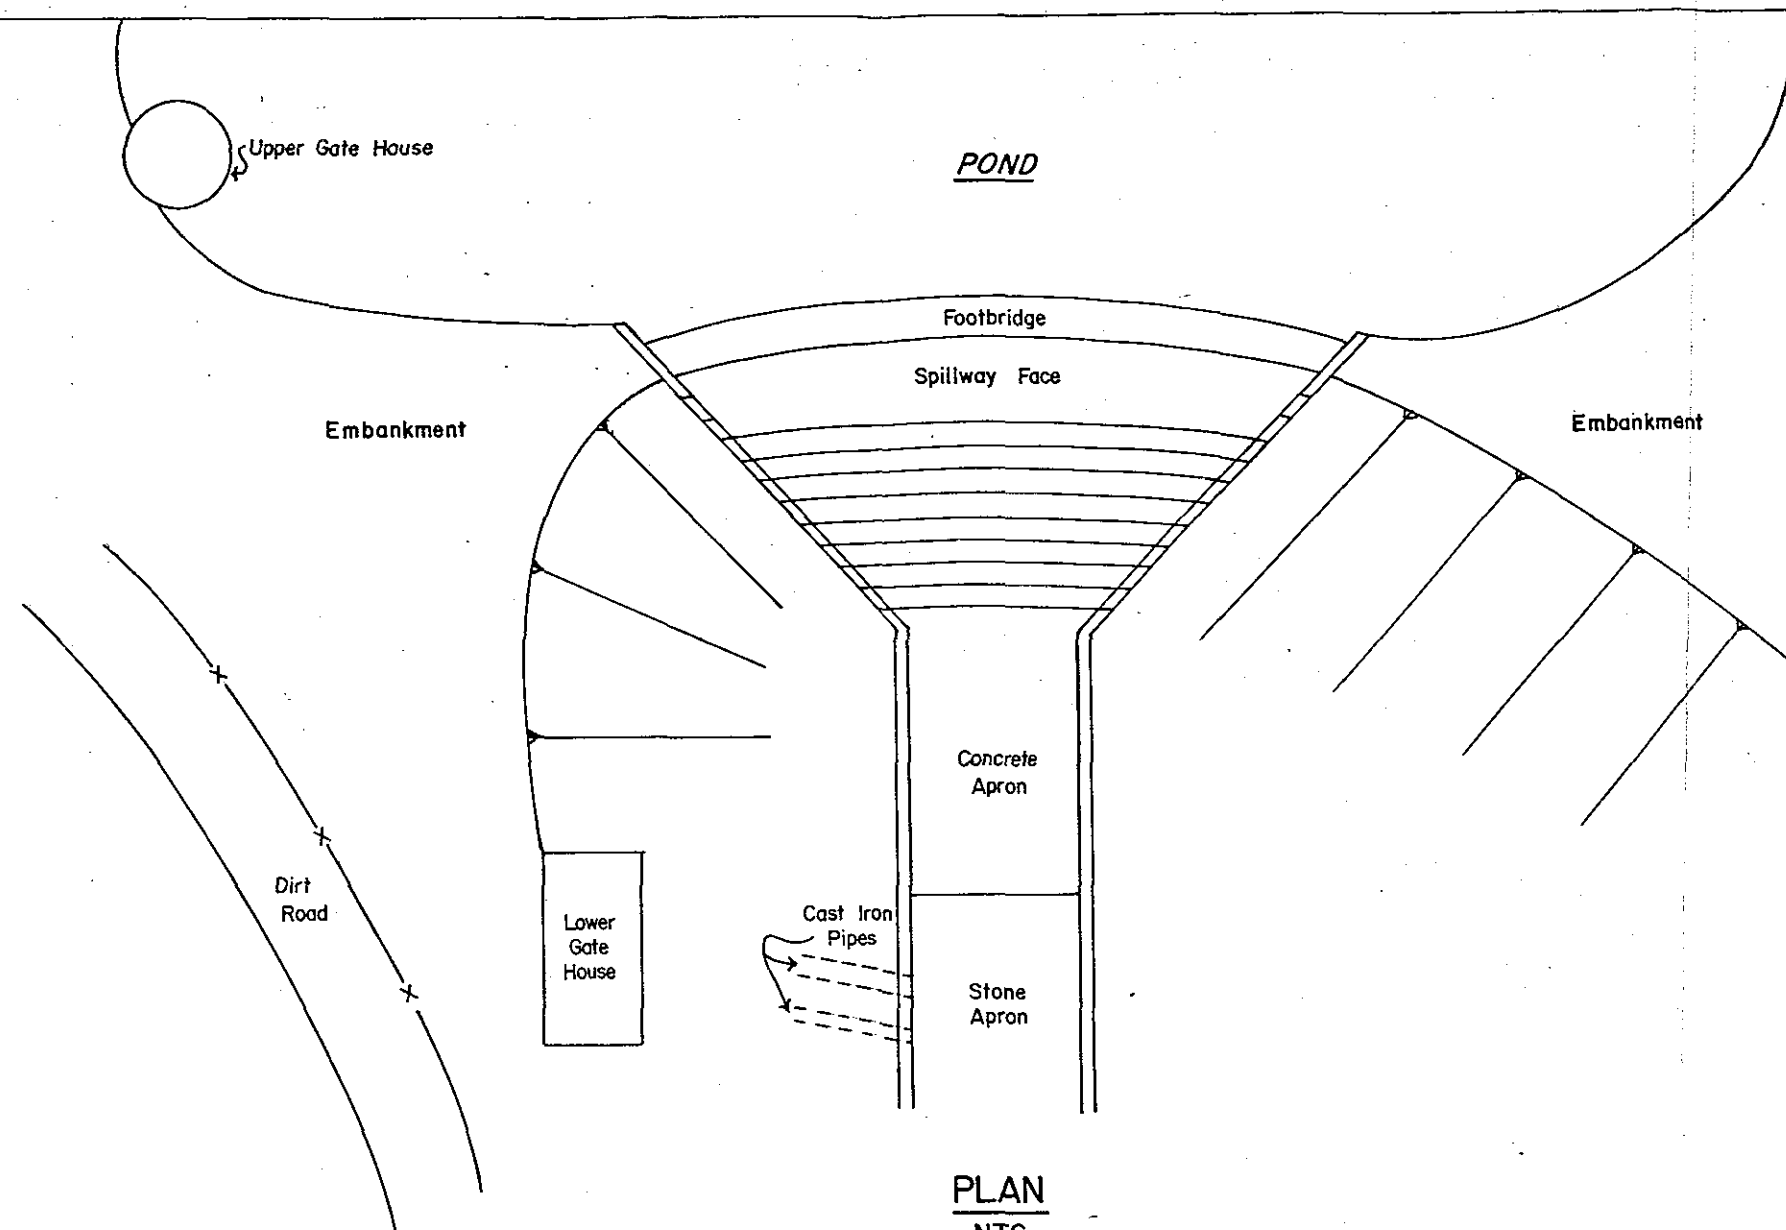 Upper Gate House
POND
Footbridge
Spillway Face
Embankment
Embankment
Concrete
Apron
Dirt
Road
Lower
Gate
House
Cast Iron
Pipes
Stone
Apron
PLAN
NTS